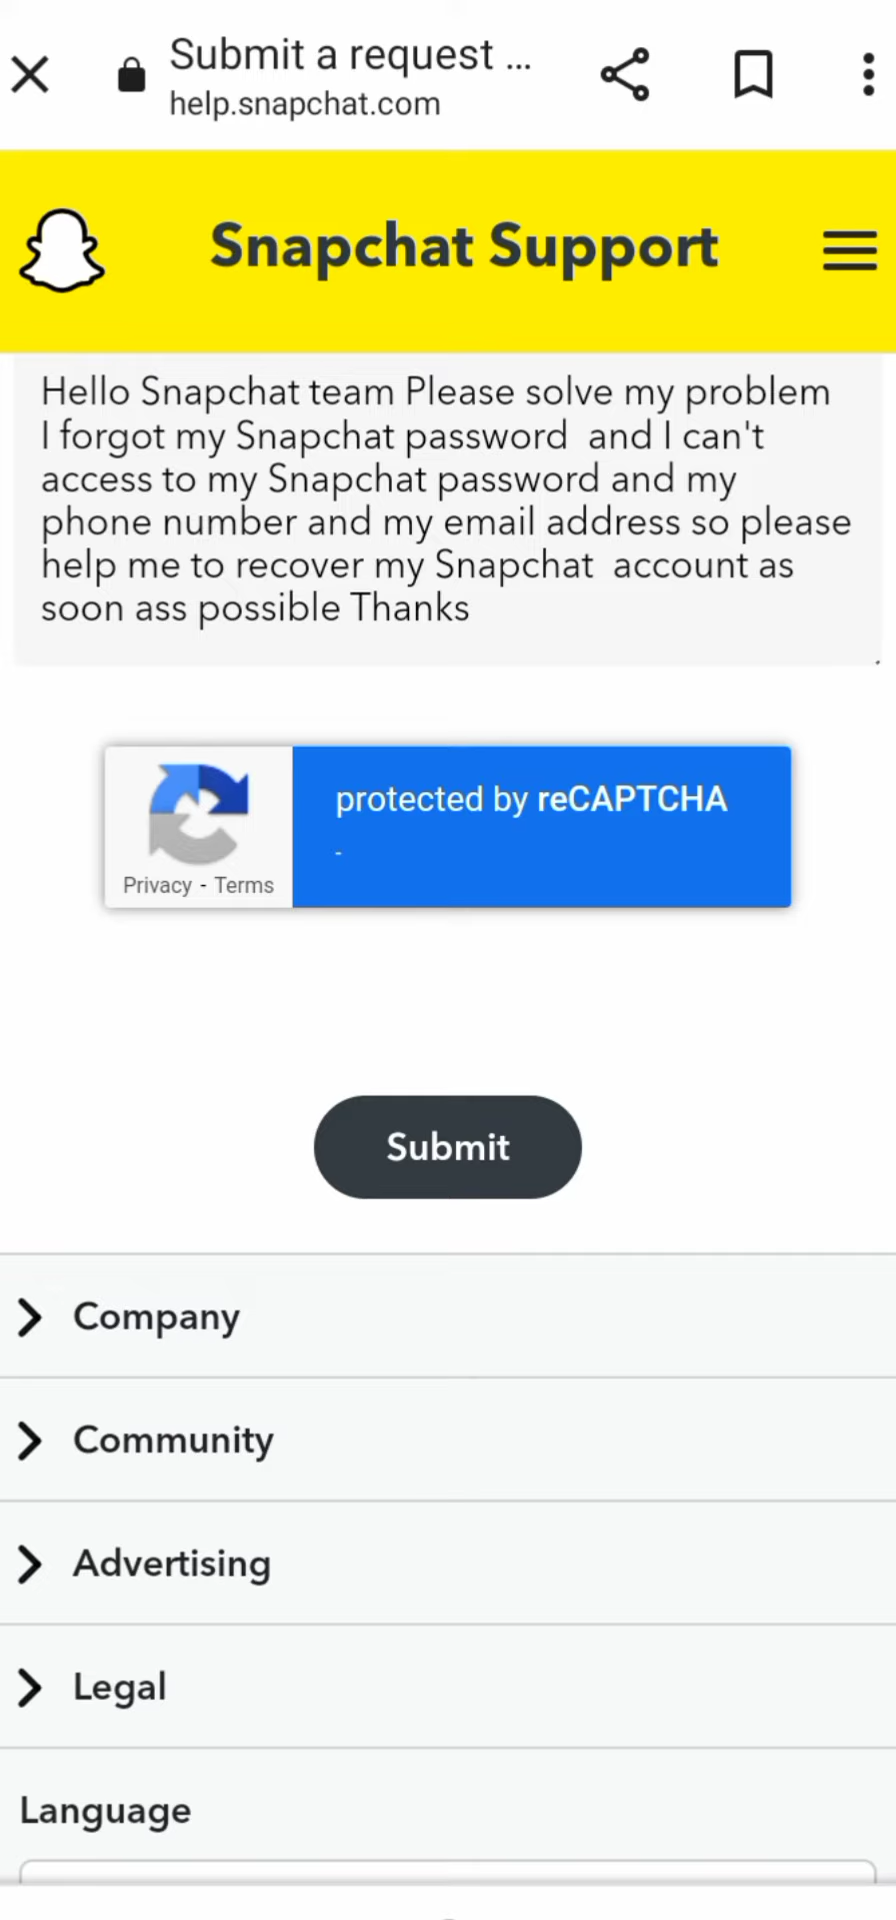 Submit a request ...
help.snapchat.com
Snapchat Support
Hello Snapchat team Please solve my problem
I forgot my Snapchat password  and I can't
access to my Snapchat password and my
phone number and my email address so please
help me to recover my Snapchat  account as
soon ass possible Thanks
protected by reCAPTCHA
-
Privacy - Terms
Submit
Company
Community
Advertising
Legal
Language